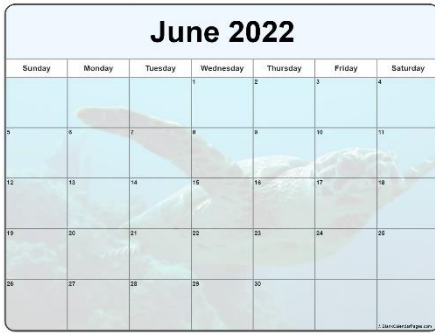 June 2022
Sunday Monday Tuesday Wednesday Thursday Friday Saturday
1 2 3 4
5 6 7 8 9 10 11
12 13 14 15 16 17 18
19 20 21 22 23 24 25
26 27 28 29 30